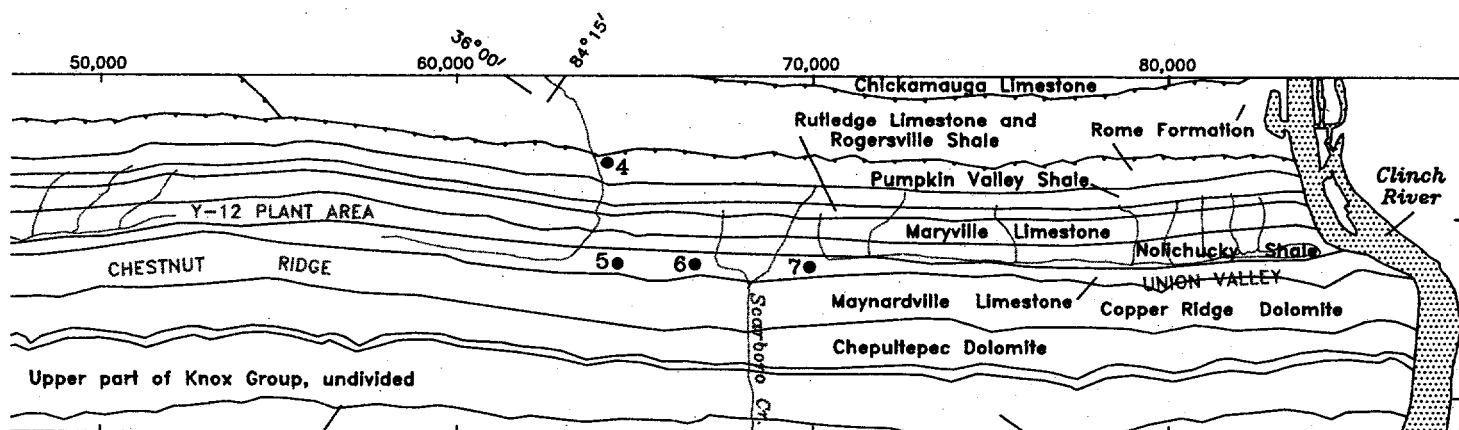 36°00'
84°15'
50,000
60,000
70,000
80,000
Chickamauga Limestone
Rutledge Limestone and
Rogersville Shale
Rome Formation
4
Pumpkin Valley Shale
Clinch
River
Y-12 PLANT AREA
Maryville Limestone
Nolichucky Shale
CHESTNUT RIDGE
5
6
7
UNION VALLEY
Maynardville Limestone
Copper Ridge Dolomite
Scarboro Cr.
Chepultepec Dolomite
Upper part of Knox Group, undivided